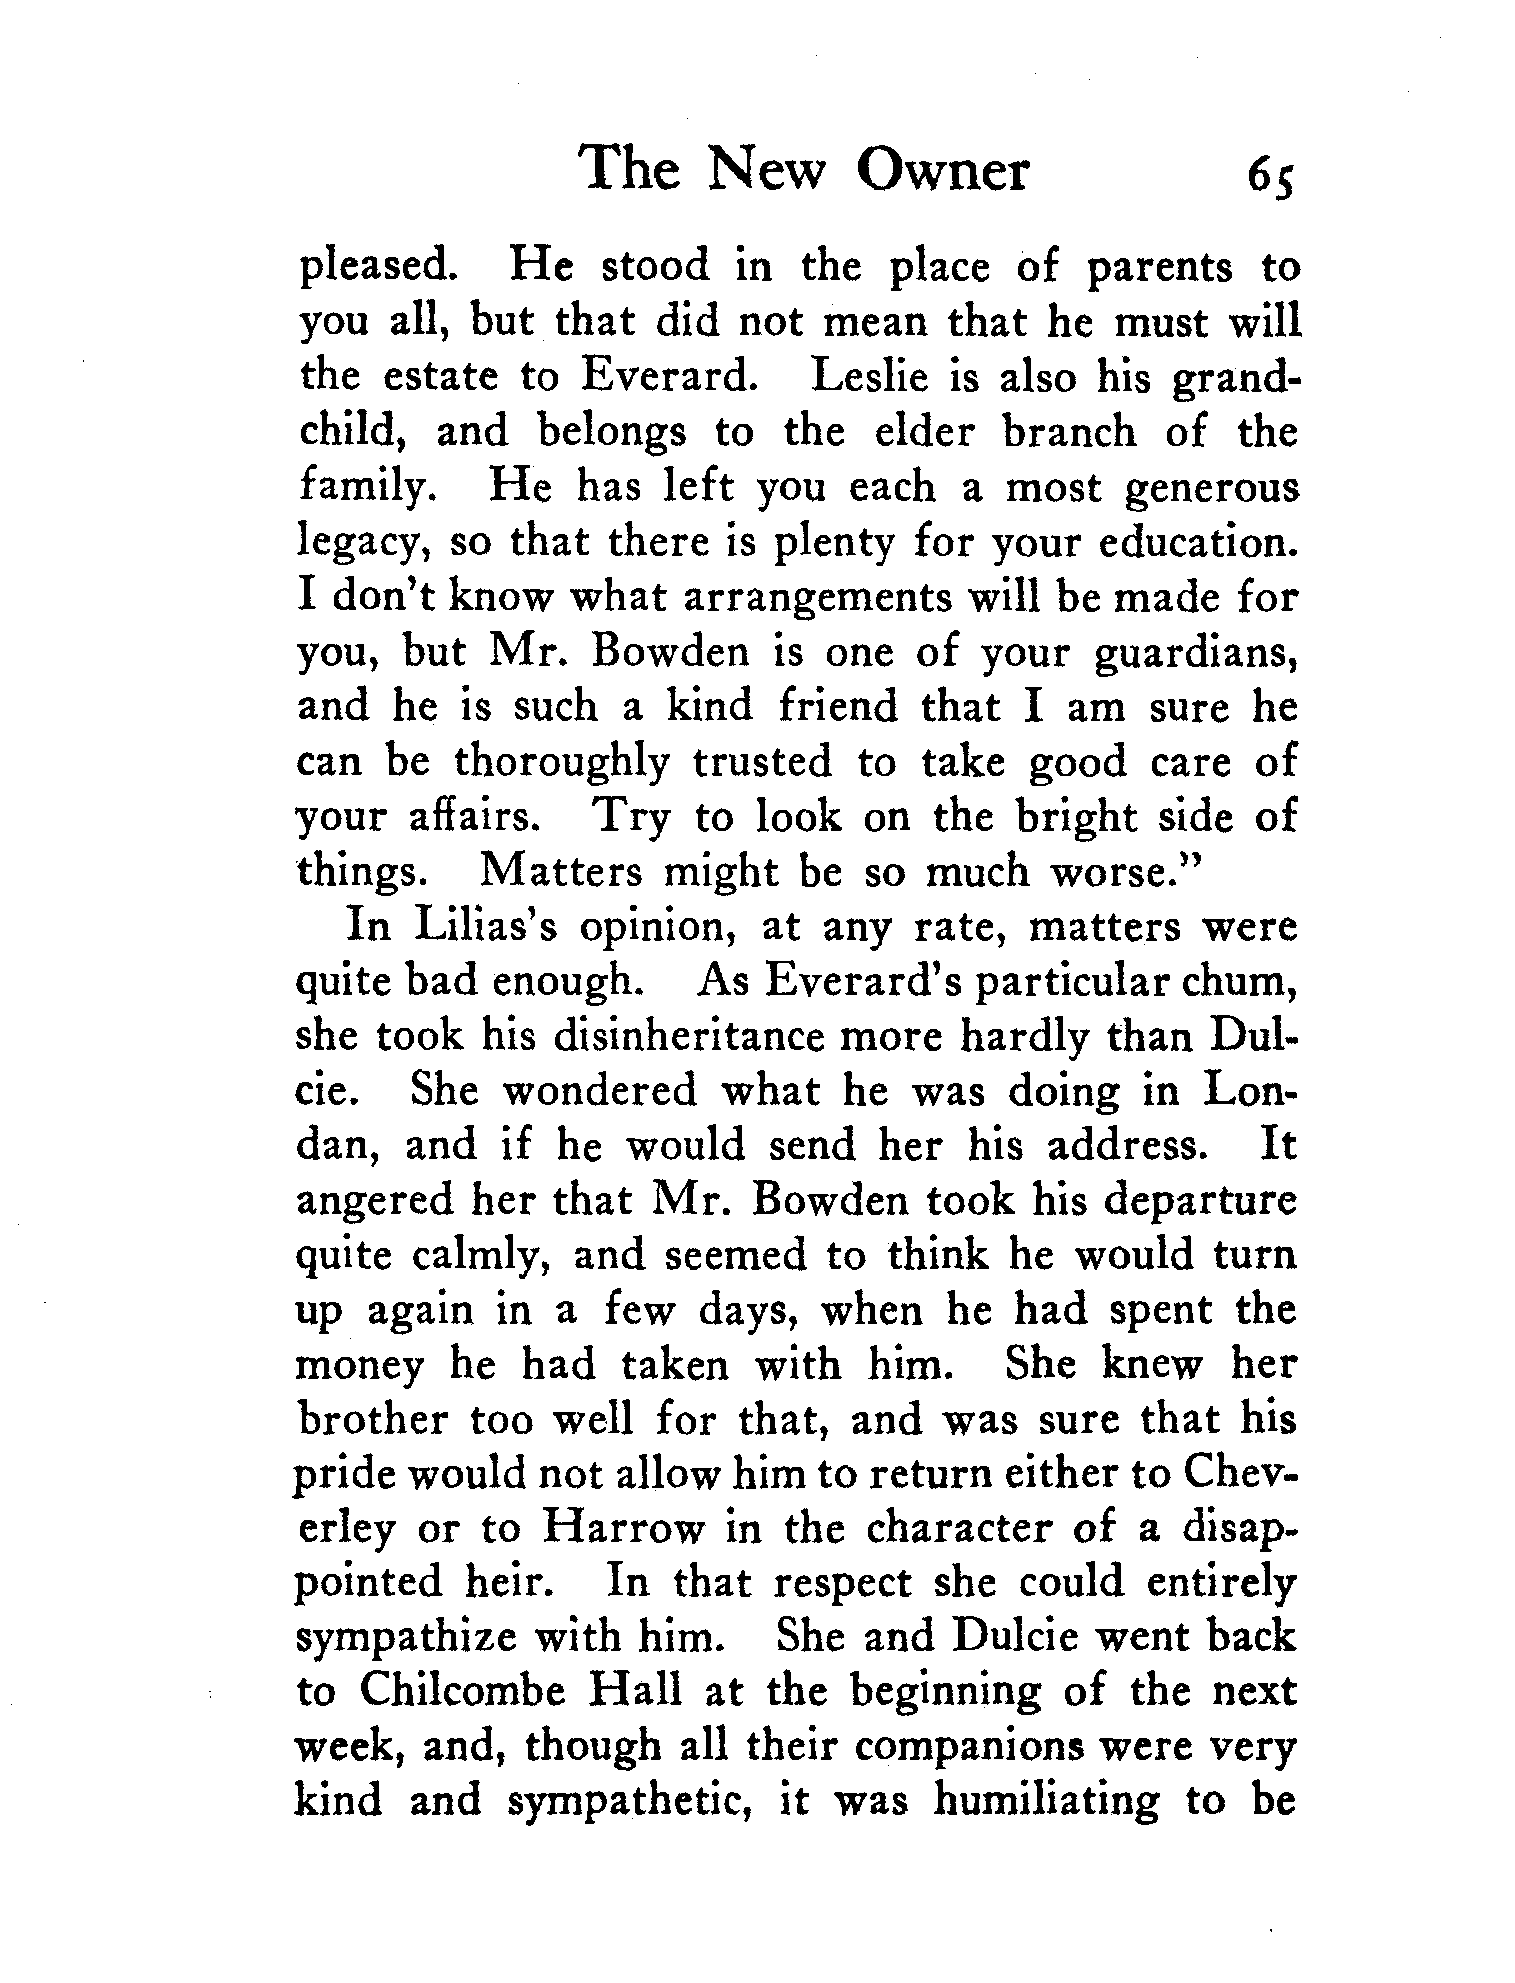 The New Owner 65
pleased. He stood in the place of parents to
you all, but that did not mean that he must will
the estate to Everard. Leslie is also his grand-
child, and belongs to the elder branch of the
family. He has left you each a most generous
legacy, so that there is plenty for your education.
I don't know what arrangements will be made for
you, but Mr. Bowden is one of your guardians,
and he is such a kind friend that I am sure he
can be thoroughly trusted to take good care of
your affairs. Try to look on the bright side of
things. Matters might be so much worse."
In Lilias's opinion, at any rate, matters were
quite bad enough. As Everard's particular chum,
she took his disinheritance more hardly than Dul-
cie. She wondered what he was doing in Lon-
dan, and if he would send her his address. It
angered her that Mr. Bowden took his departure
quite calmly, and seemed to think he would turn
up again in a few days, when he had spent the
money he had taken with him. She knew her
brother too well for that, and was sure that his
pride would not allow him to return either to Chev-
erley or to Harrow in the character of a disap-
pointed heir. In that respect she could entirely
sympathize with him. She and Dulcie went back
to Chilcombe Hall at the beginning of the next
week, and, though all their companions were very
kind and sympathetic, it was humiliating to be